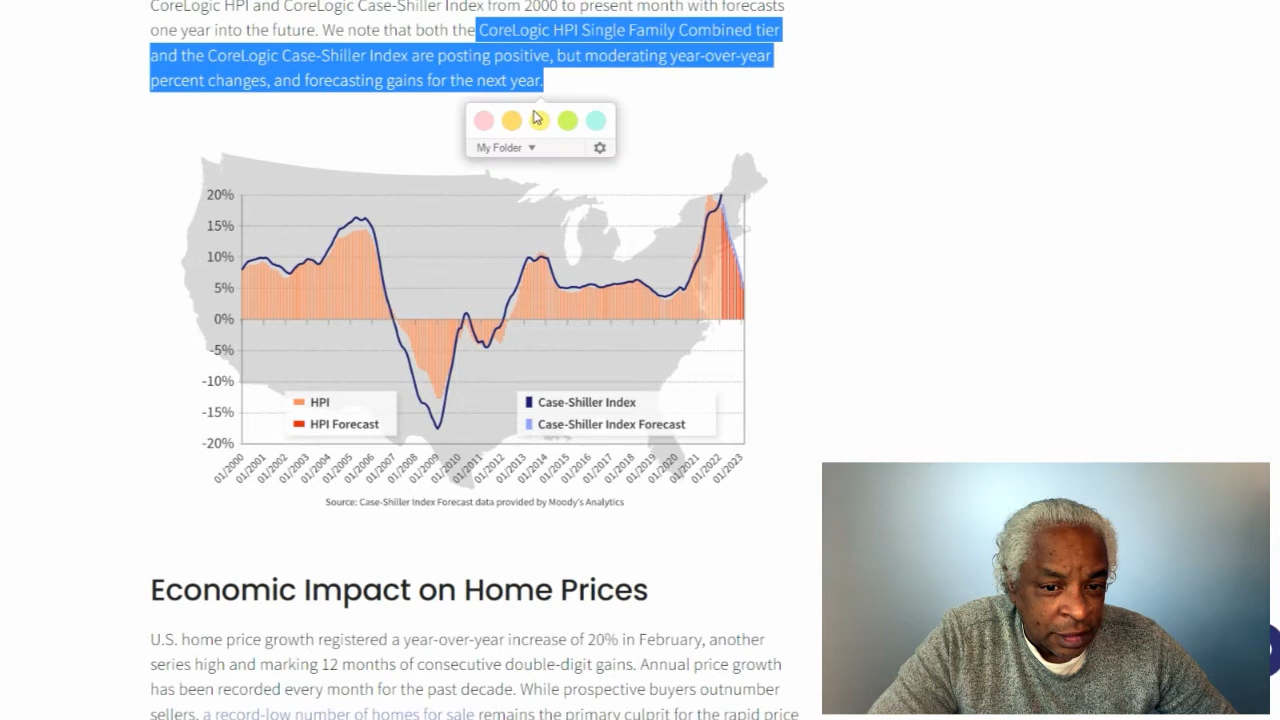 CoreLogic HPI and CoreLogic Case-Shiller Index from 2000 to present month with forecasts
one year into the future. We note that both the CoreLogic HPI Single Family Combined tier
and the CoreLogic Case-Shiller Index are posting positive, but moderating year-over-year
percent changes, and forecasting gains for the next year.
My Folder
20%
15%
10%
5%
0%
-5%
-10%
-15%
-20%
HPI
HPI Forecast
Case-Shiller Index
Case-Shiller Index Forecast
01/2000 01/2001 01/2002 01/2003 01/2004 01/2005 01/2006 01/2007 01/2008 01/2009 01/2010 01/2011 01/2012 01/2013 01/2014 01/2015 01/2016 01/2017 01/2018 01/2019 01/2020 01/2021 01/2022 01/2023
Source: Case-Shiller Index Forecast data provided by Moody's Analytics
Economic Impact on Home Prices
U.S. home price growth registered a year-over-year increase of 20% in February, another
series high and marking 12 months of consecutive double-digit gains. Annual price growth
has been recorded every month for the past decade. While prospective buyers outnumber
sellers, a record-low number of homes for sale remains the primary culprit for the rapid price